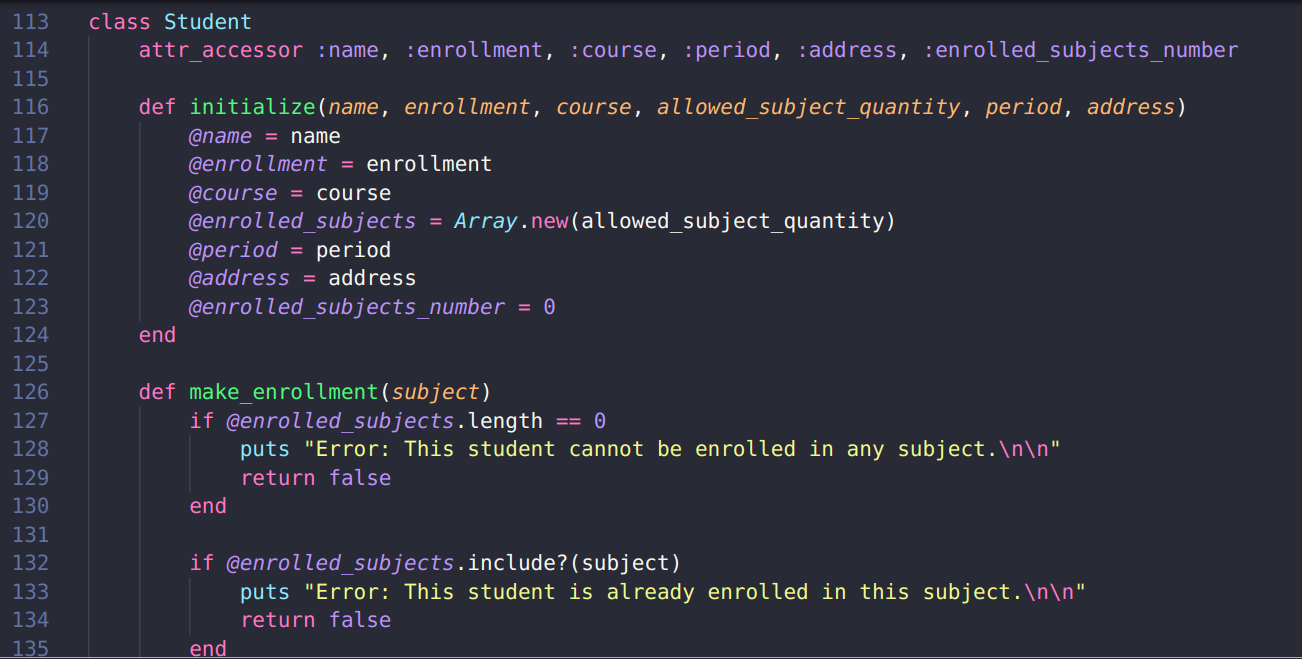 113 class Student
114     attr_accessor :name, :enrollment, :course, :period, :address, :enrolled_subjects_number
115
116     def initialize(name, enrollment, course, allowed_subject_quantity, period, address)
117         @name = name
118         @enrollment = enrollment
119         @course = course
120         @enrolled_subjects = Array.new(allowed_subject_quantity)
121         @period = period
122         @address = address
123         @enrolled_subjects_number = 0
124     end
125
126     def make_enrollment(subject)
127         if @enrolled_subjects.length == 0
128             puts "Error: This student cannot be enrolled in any subject.\n\n"
129             return false
130         end
131
132         if @enrolled_subjects.include?(subject)
133             puts "Error: This student is already enrolled in this subject.\n\n"
134             return false
135         end